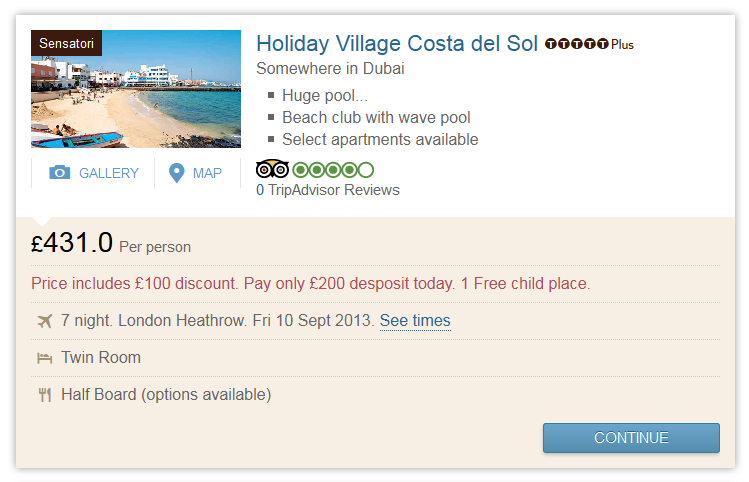 Sensatori
Holiday Village Costa del Sol TTTTT Plus
Somewhere in Dubai
Huge pool...
Beach club with wave pool
Select apartments available
GALLERY MAP
0 TripAdvisor Reviews
£431.0 Per person
Price includes £100 discount. Pay only £200 desposit today. 1 Free child place.
7 night. London Heathrow. Fri 10 Sept 2013. See times
Twin Room
Half Board (options available)
CONTINUE